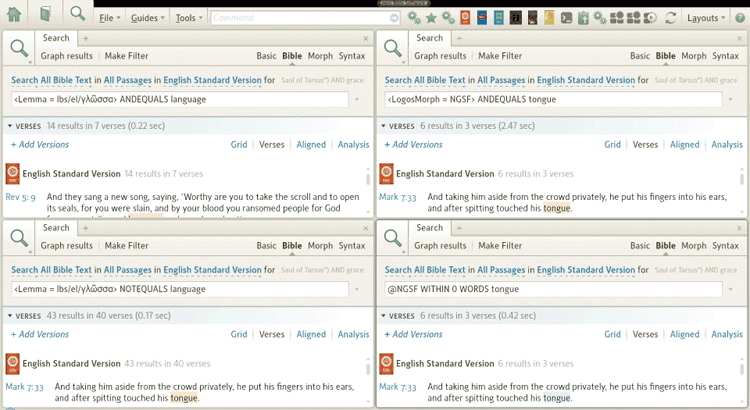 File Guides Tools Command Layouts
Search
Graph results Make Filter Basic Bible Morph Syntax
Search All Bible Text in All Passages in English Standard Version for Saul of Tarsus") AND grace
<Lemma = lbs/el/γλῶσσα> ANDEQUALS language
VERSES 14 results in 7 verses (0.22 sec)
+ Add Versions Grid Verses Aligned Analysis
English Standard Version 14 results in 7 verses
Rev 5: 9 And they sang a new song, saying, "Worthy are you to take the scroll and to open
its seals, for you were slain, and by your blood you ransomed people for God
Search
Graph results Make Filter Basic Bible Morph Syntax
Search All Bible Text in All Passages in English Standard Version for Saul of Tarsus") AND grace
<LogosMorph = NGSF> ANDEQUALS tongue
VERSES 6 results in 3 verses (2.47 sec)
+ Add Versions Grid Verses Aligned Analysis
English Standard Version 6 results in 3 verses
Mark 7:33 And taking him aside from the crowd privately, he put his fingers into his ears,
and after spitting touched his tongue.
Search
Graph results Make Filter Basic Bible Morph Syntax
Search All Bible Text in All Passages in English Standard Version for Saul of Tarsus") AND grace
<Lemma = lbs/el/γλῶσσα> NOTEQUALS language
VERSES 43 results in 40 verses (0.17 sec)
+ Add Versions Grid Verses Aligned Analysis
English Standard Version 43 results in 40 verses
Mark 7:33 And taking him aside from the crowd privately, he put his fingers into his ears,
and after spitting touched his tongue.
Search
Graph results Make Filter Basic Bible Morph Syntax
Search All Bible Text in All Passages in English Standard Version for Saul of Tarsus") AND grace
@NGSF WITHIN 0 WORDS tongue
VERSES 6 results in 3 verses (0.42 sec)
+ Add Versions Grid Verses Aligned Analysis
English Standard Version 6 results in 3 verses
Mark 7:33 And taking him aside from the crowd privately, he put his fingers into his ears,
and after spitting touched his tongue.